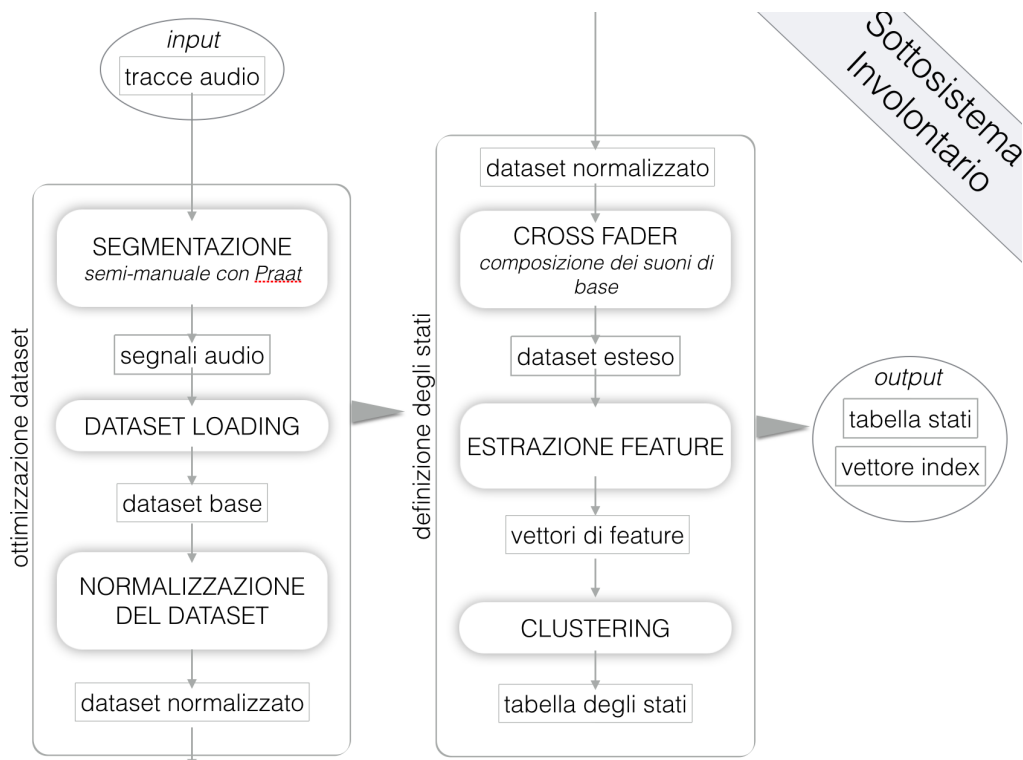 input
tracce audio
ottimizzazione dataset
SEGMENTAZIONE
semi-manuale con Praat
segnali audio
DATASET LOADING
dataset base
NORMALIZZAZIONE
DEL DATASET
dataset normalizzato
definizione degli stati
dataset normalizzato
CROSS FADER
composizione dei suoni di
base
dataset esteso
ESTRAZIONE FEATURE
vettori di feature
CLUSTERING
tabella degli stati
output
tabella stati
vettore index
Sottosistema
Involontario